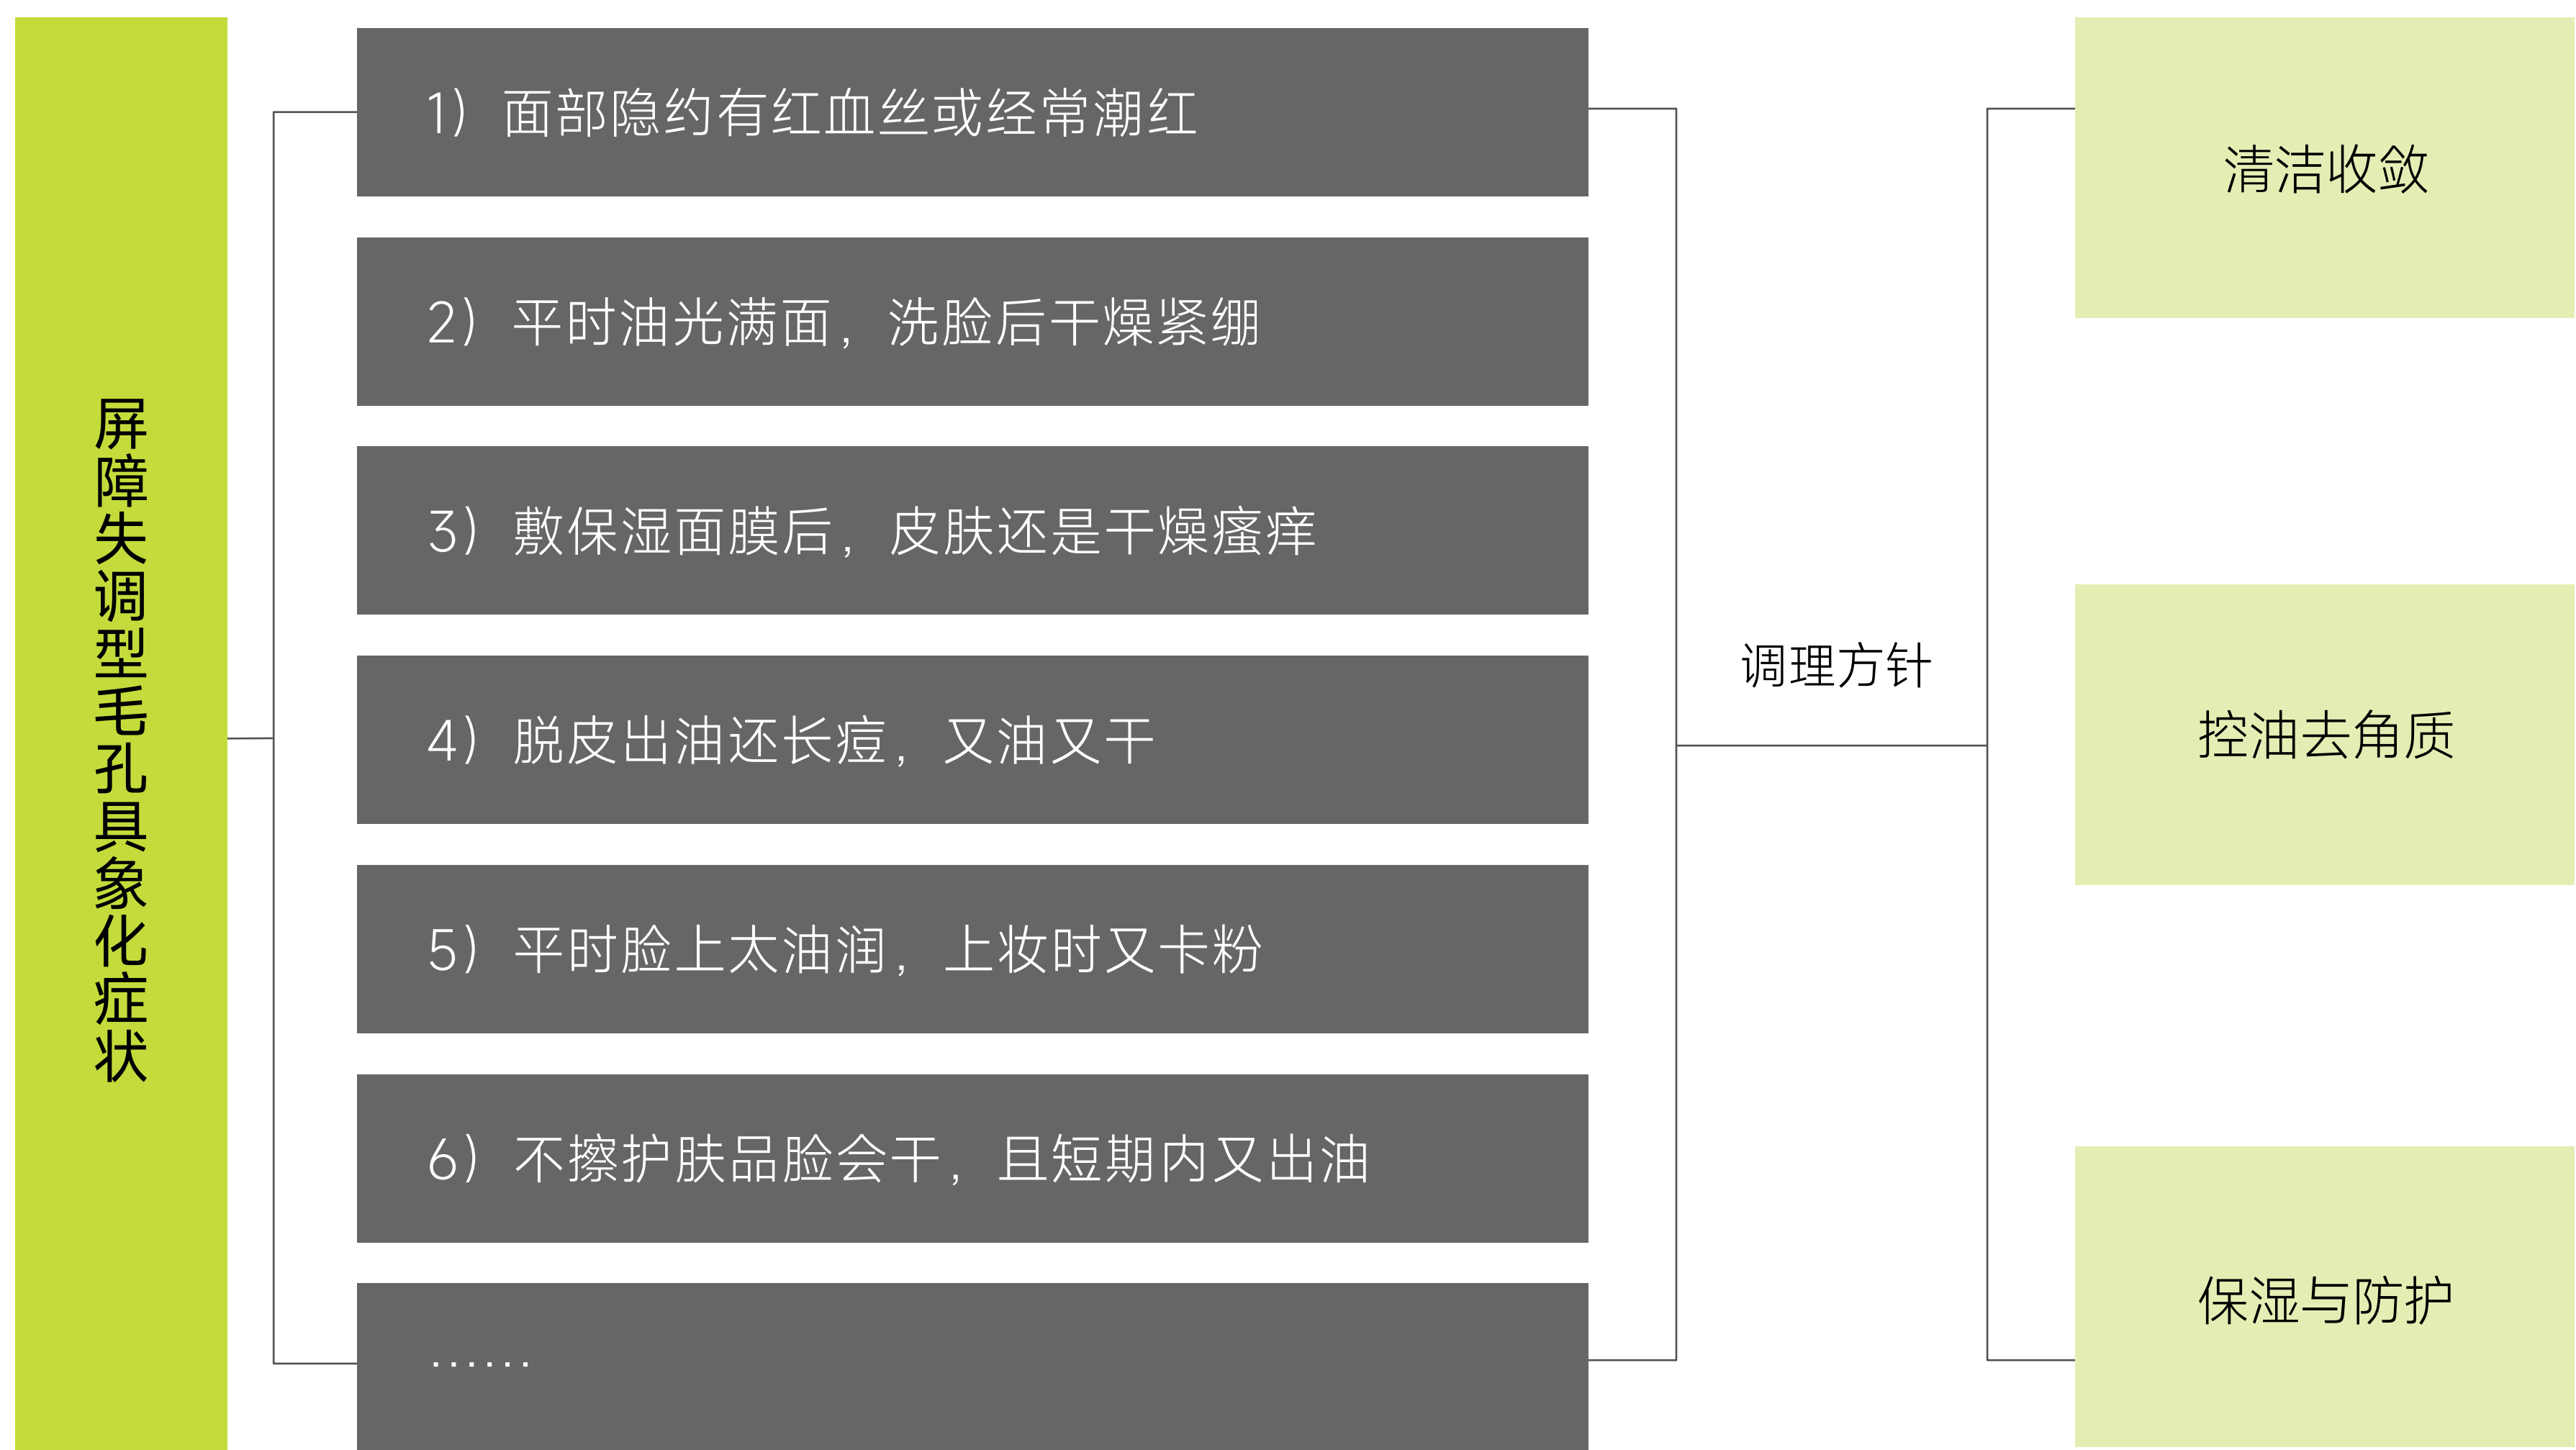 屏障失调型毛孔具象化症状
1）面部隐约有红血丝或经常潮红
2）平时油光满面，洗脸后干燥紧绷
3）敷保湿面膜后，皮肤还是干燥瘙痒
4）脱皮出油还长痘，又油又干
5）平时脸上太油润，上妆时又卡粉
6）不擦护肤品脸会干，且短期内又出油
······
调理方针
清洁收敛
控油去角质
保湿与防护